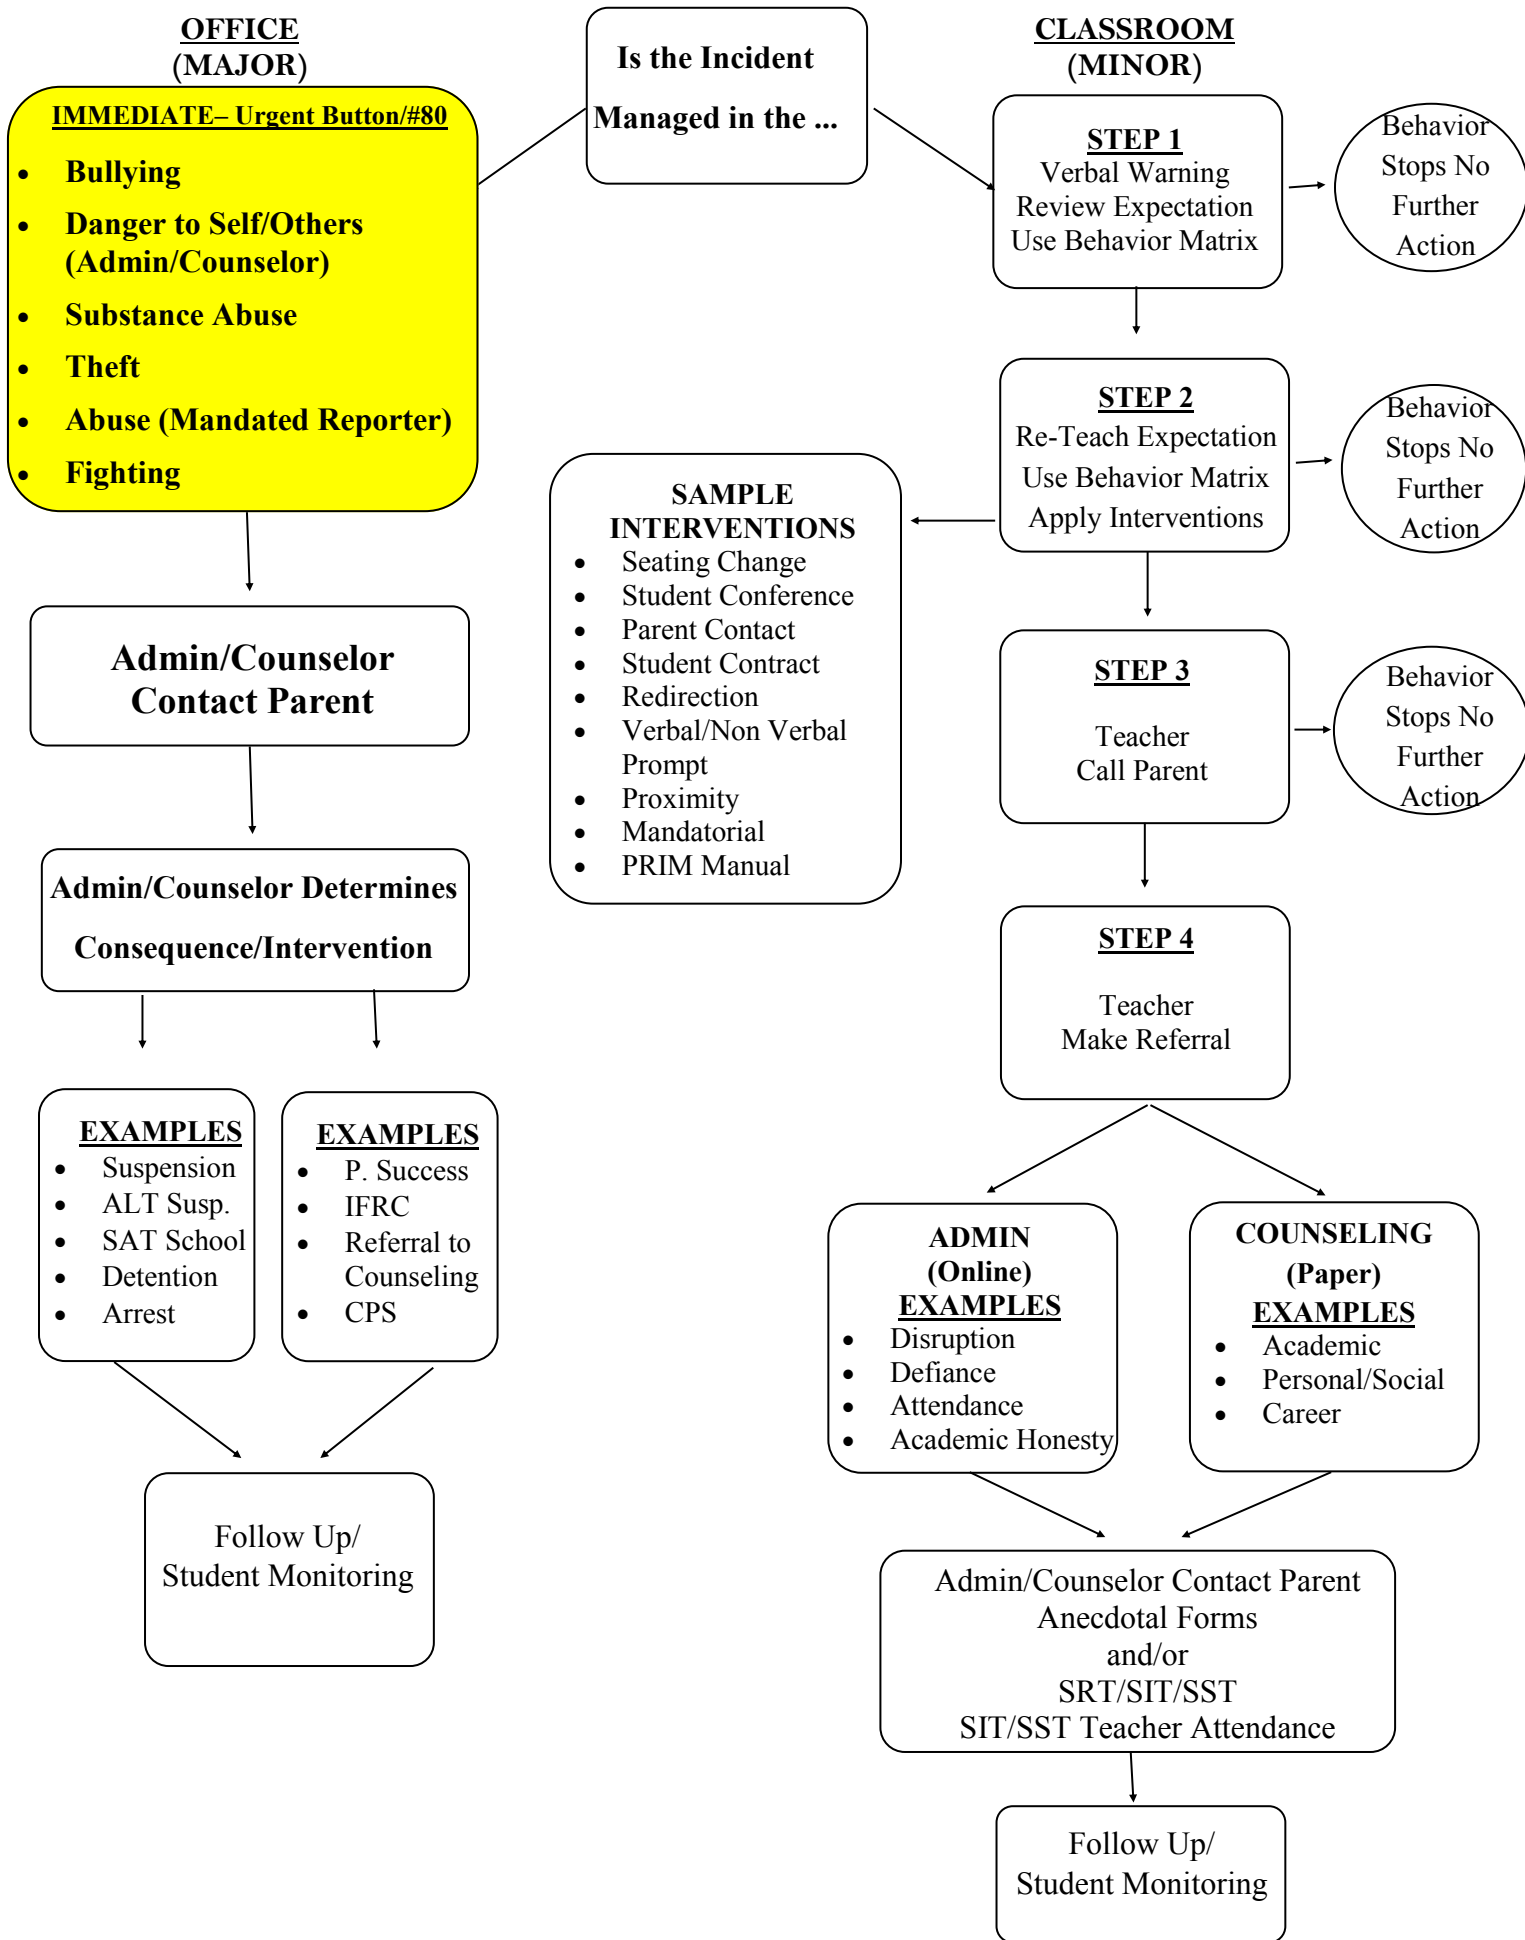 OFFICE
(MAJOR)
Is the Incident
Managed in the ...
CLASSROOM
(MINOR)
IMMEDIATE– Urgent Button/#80
• Bullying
• Danger to Self/Others
(Admin/Counselor)
• Substance Abuse
• Theft
• Abuse (Mandated Reporter)
• Fighting
STEP 1
Verbal Warning
Review Expectation
Use Behavior Matrix
Behavior
Stops No
Further
Action
STEP 2
Re-Teach Expectation
Use Behavior Matrix
Apply Interventions
Behavior
Stops No
Further
Action
SAMPLE
INTERVENTIONS
• Seating Change
• Student Conference
• Parent Contact
• Student Contract
• Redirection
• Verbal/Non Verbal
Prompt
• Proximity
• Mandatorial
• PRIM Manual
Admin/Counselor
Contact Parent
STEP 3
Teacher
Call Parent
Behavior
Stops No
Further
Action
Admin/Counselor Determines
Consequence/Intervention
STEP 4
Teacher
Make Referral
EXAMPLES
• Suspension
• ALT Susp.
• SAT School
• Detention
• Arrest
EXAMPLES
• P. Success
• IFRC
• Referral to
Counseling
• CPS
ADMIN
(Online)
EXAMPLES
• Disruption
• Defiance
• Attendance
• Academic Honesty
COUNSELING
(Paper)
EXAMPLES
• Academic
• Personal/Social
• Career
Follow Up/
Student Monitoring
Admin/Counselor Contact Parent
Anecdotal Forms
and/or
SRT/SIT/SST
SIT/SST Teacher Attendance
Follow Up/
Student Monitoring